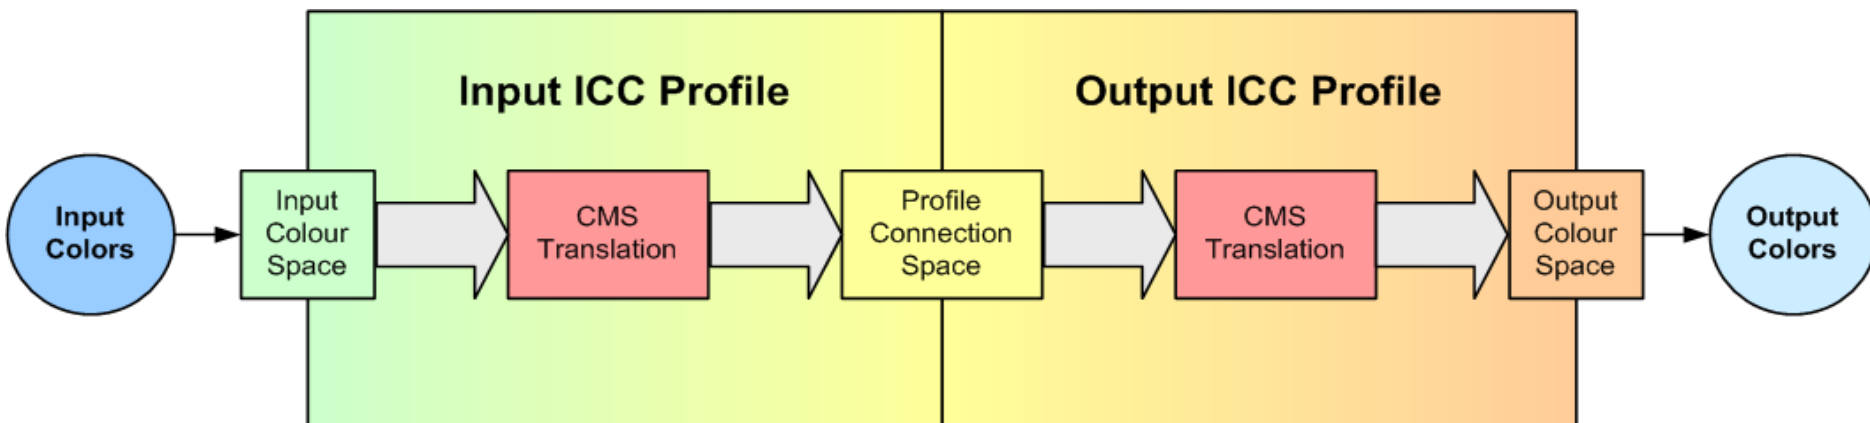 Input ICC Profile
Output ICC Profile
Input
Colors
Input
Colour
Space
CMS
Translation
Profile
Connection
Space
CMS
Translation
Output
Colour
Space
Output
Colors